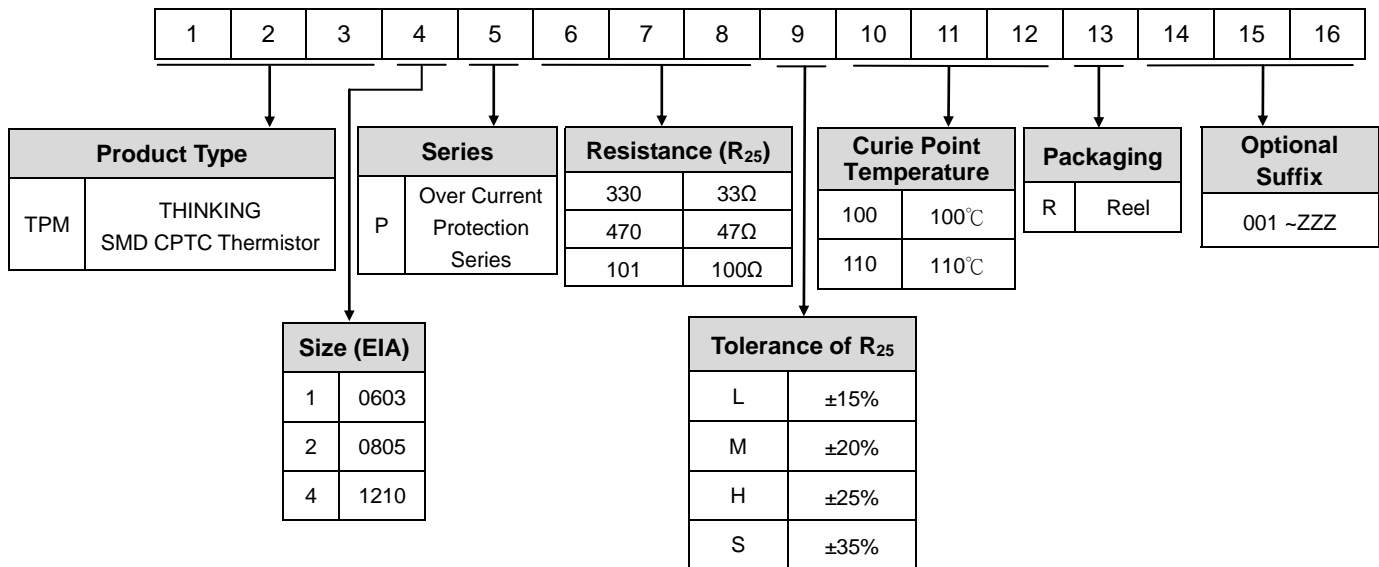 1 2 3 4 5 6 7 8 9 10 11 12 13 14 15 16
Product Type
TPM THINKING
SMD CPTC Thermistor
Series
P Over Current
Protection
Series
Resistance (R25)
330 33Ω
470 47Ω
101 100Ω
Curie Point
Temperature
100 100℃
110 110℃
Packaging
R Reel
Optional
Suffix
001 ~ZZZ
Size (EIA)
1 0603
2 0805
4 1210
Tolerance of R25
L ±15%
M ±20%
H ±25%
S ±35%